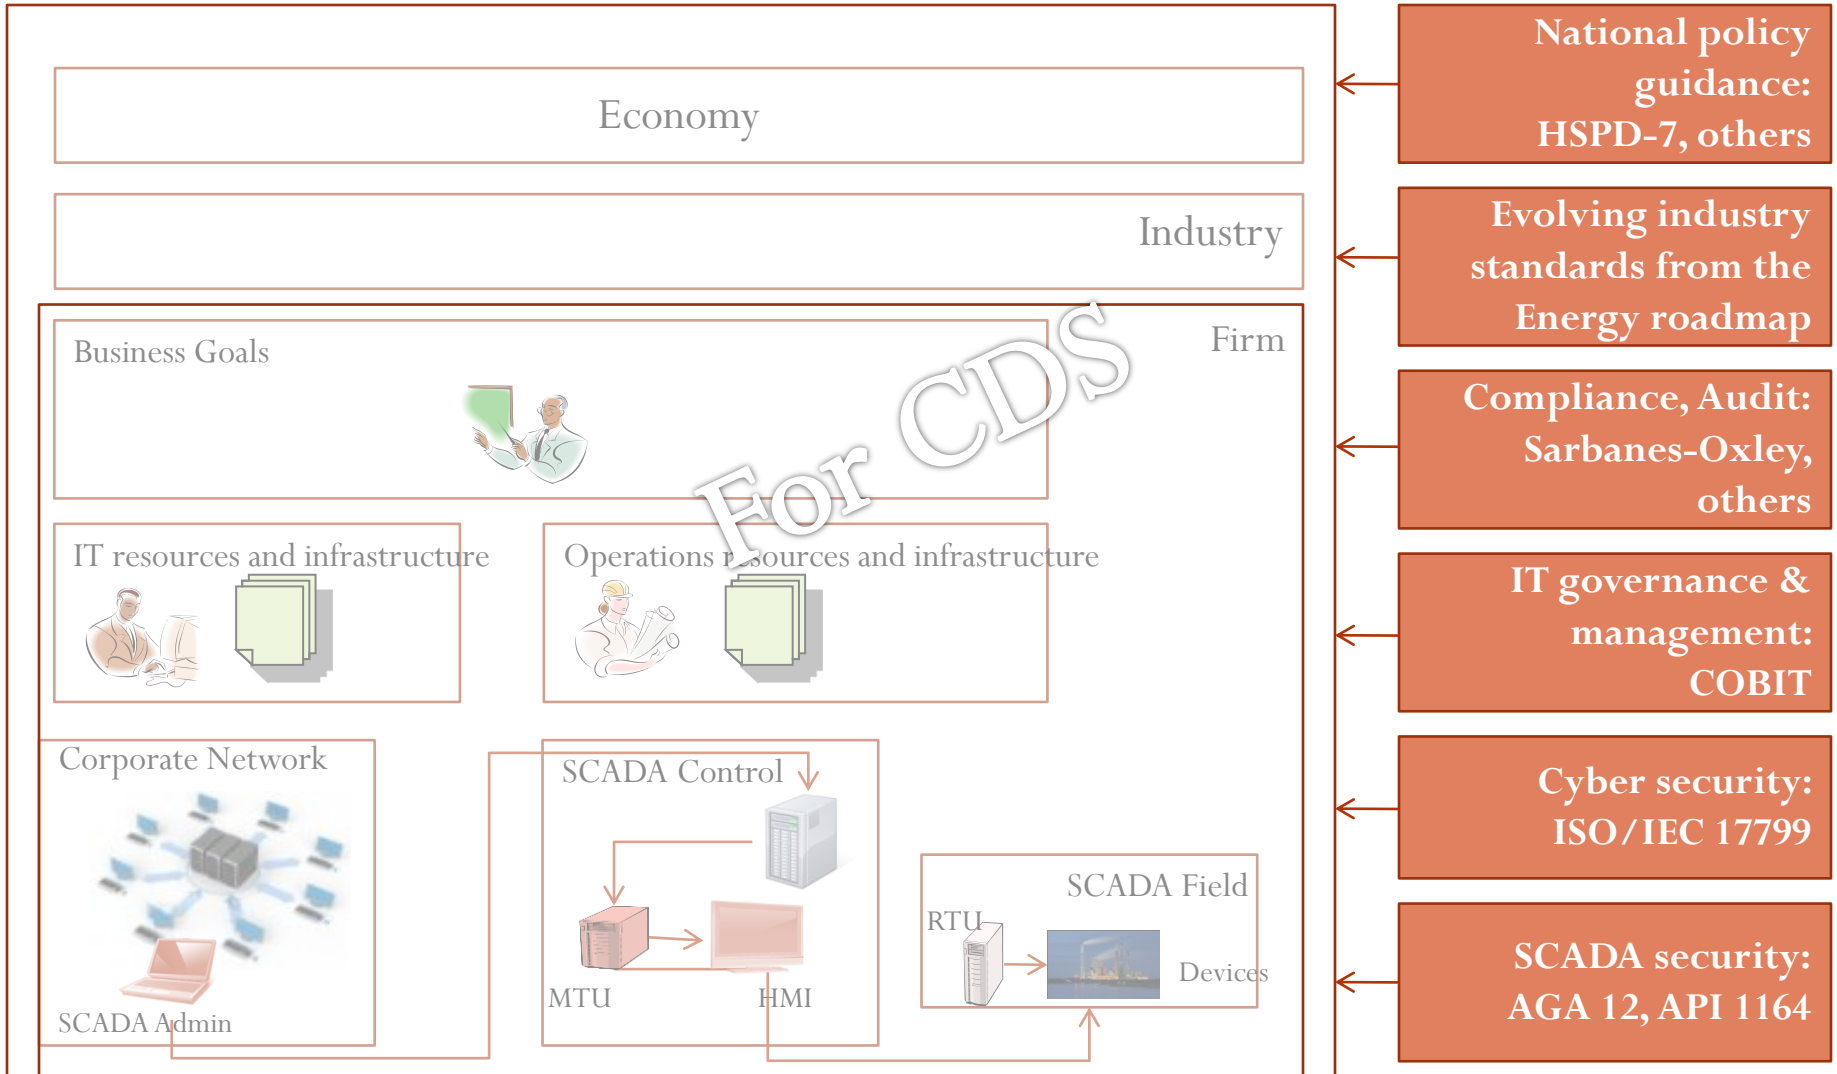 Economy
Industry
Firm
Business Goals
For CDS
IT resources and infrastructure
Operations resources and infrastructure
Corporate Network
SCADA Admin
SCADA Control
MTU
HMI
SCADA Field
RTU
Devices
National policy
guidance:
HSPD-7, others
Evolving industry
standards from the
Energy roadmap
Compliance, Audit:
Sarbanes-Oxley,
others
IT governance &
management:
COBIT
Cyber security:
ISO/IEC 17799
SCADA security:
AGA 12, API 1164